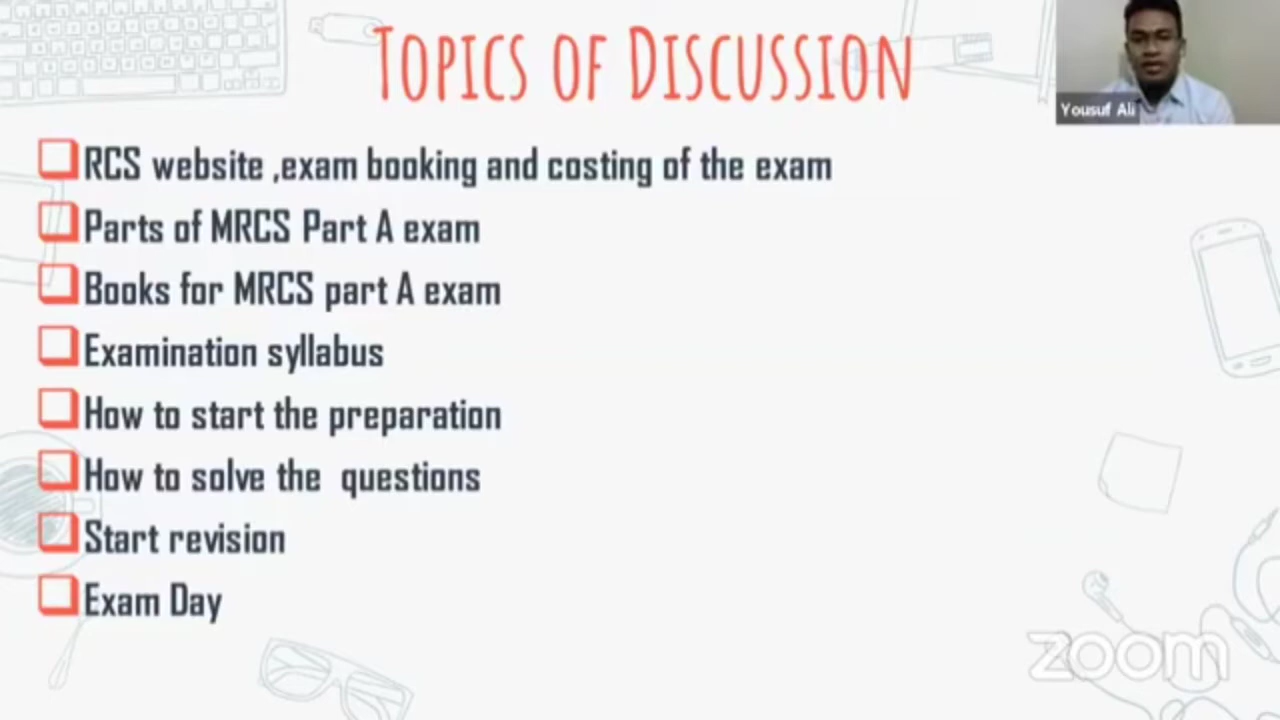 Topics of Discussion
Yousuf Ali
RCS website ,exam booking and costing of the exam
Parts of MRCS Part A exam
Books for MRCS part A exam
Examination syllabus
How to start the preparation
How to solve the questions
Start revision
Exam Day
zoom